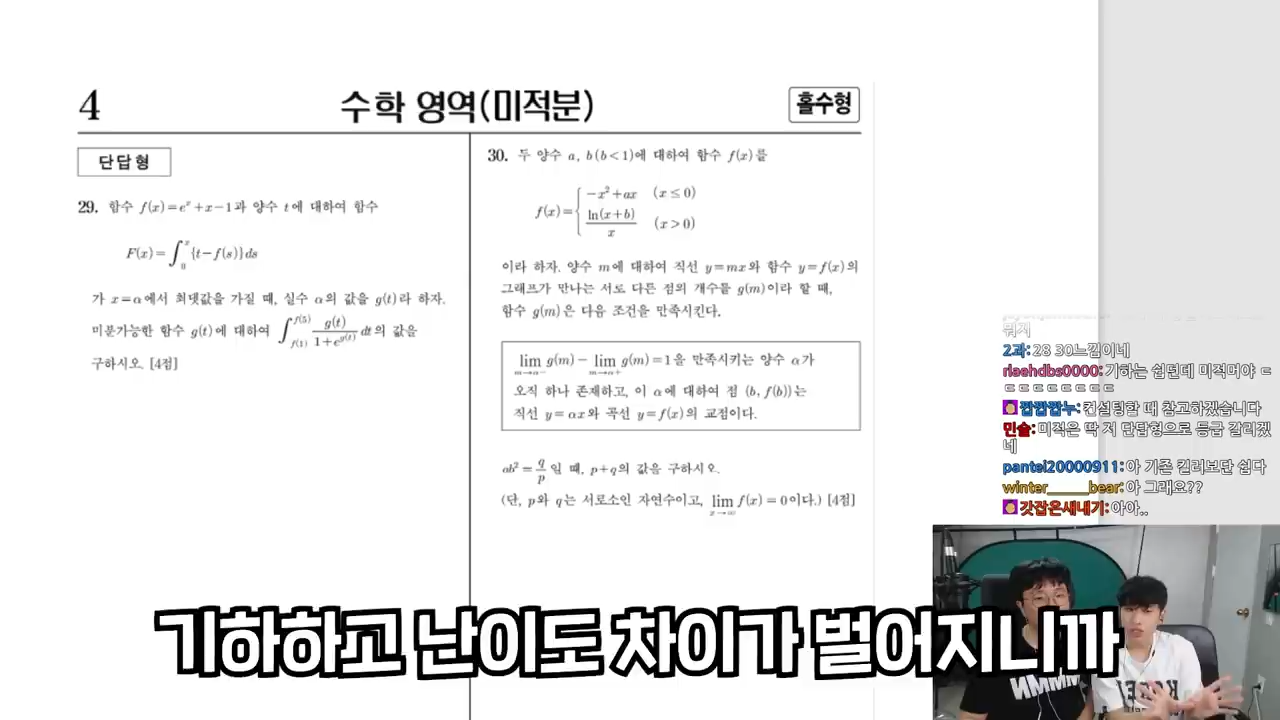 4
수학 영역(미적분)
홀수형
단답형
29. 함수 f(x)=e^x+x-1과 양수 t에 대하여 함수
F(x)=∫_0^x {t-f(s)}ds
가 x=α에서 최댓값을 가질 때, 실수 α의 값을 g(t)라 하자.
미분가능한 함수 g(t)에 대하여 ∫_{f(1)}^{f(5)} g(t)/(1+e^{g(t)}) dt의 값을
구하시오. [4점]
30. 두 양수 a, b(b<1)에 대하여 함수 f(x)를
f(x)={ -x²+ax (x≤0)
ln(x+b)/x (x>0)
이라 하자. 양수 m에 대하여 직선 y=mx와 함수 y=f(x)의
그래프가 만나는 서로 다른 점의 개수를 g(m)이라 할 때,
함수 g(m)은 다음 조건을 만족시킨다.
lim_{m→α-} g(m) - lim_{m→α+} g(m)=1을 만족시키는 양수 α가
오직 하나 존재하고, 이 α에 대하여 점 (b, f(b))는
직선 y=αx와 곡선 y=f(x)의 교점이다.
ab²=q/p일 때, p+q의 값을 구하시오.
(단, p와 q는 서로소인 자연수이고, lim_{x→∞} f(x)=0이다.) [4점]
뭐지
2과: 28 30느낌이네
riaehdbs0000: 기하는 쉽던데 미적머야 ㄷ
ㄷㄷㄷㄷㄷㄷㄷㄷ
깜깜깜누: 컨설팅할 때 참고하겠습니다
민슬: 미적은 딱 저 단답형으로 등급 갈리겠
네
pantei20000911: 아 기존 킬러보단 쉽다
winter_____bear: 아 그래요??
갓잡은새내기: 아아..
기하하고 난이도 차이가 벌어지니까